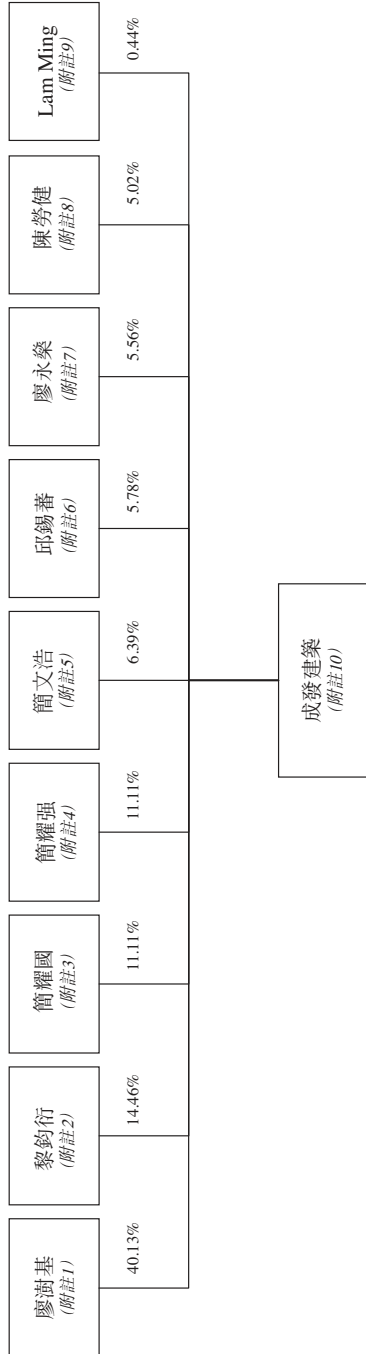 廖澍基
(附註1)
40.13%
黎鈞衍
(附註2)
14.46%
簡耀國
(附註3)
11.11%
簡耀强
(附註4)
11.11%
簡文浩
(附註5)
6.39%
邱錫蕃
(附註6)
5.78%
廖永燊
(附註7)
5.56%
陳勞健
(附註8)
5.02%
Lam Ming
(附註9)
0.44%
成發建築
(附註10)